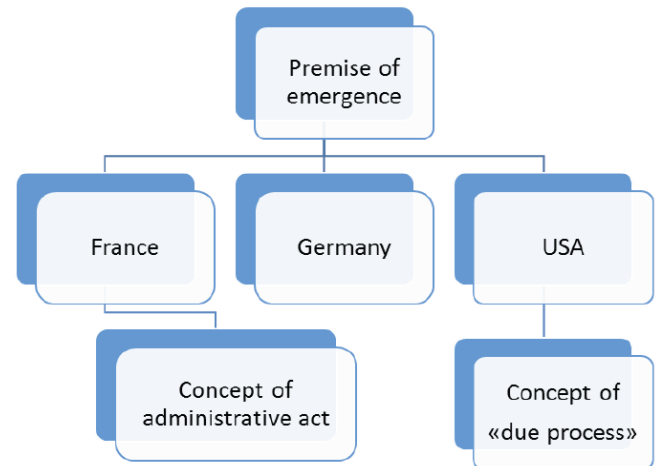 Premise of
emergence
France
Germany
USA
Concept of
administrative act
Concept of
«due process»